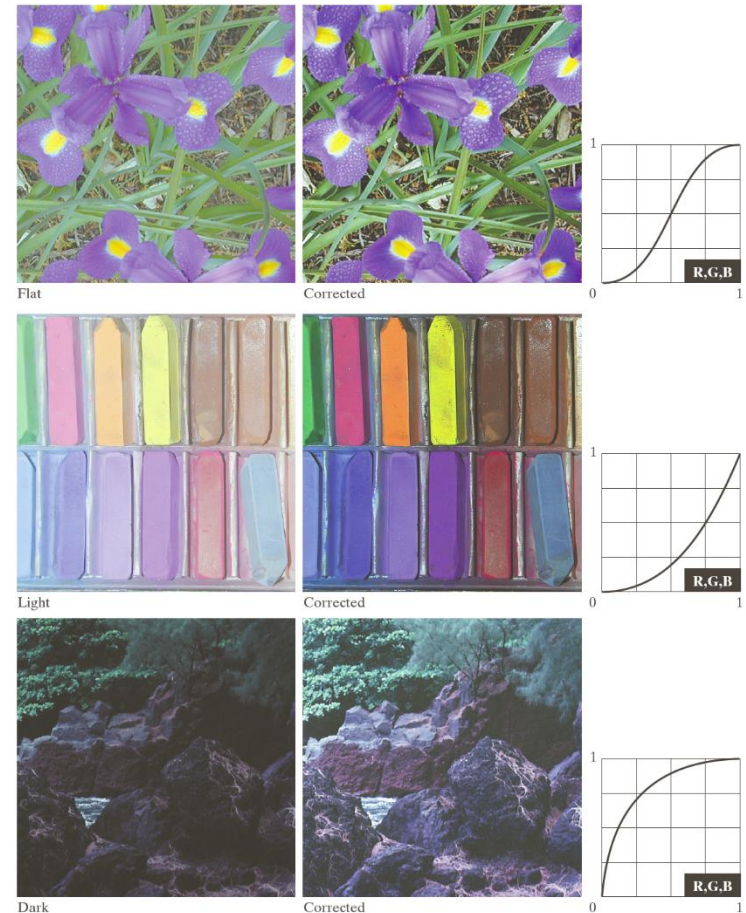 1
R,G,B
Flat
Corrected
0
1
1
R,G,B
Light
Corrected
0
1
1
R,G,B
Dark
Corrected
0
1